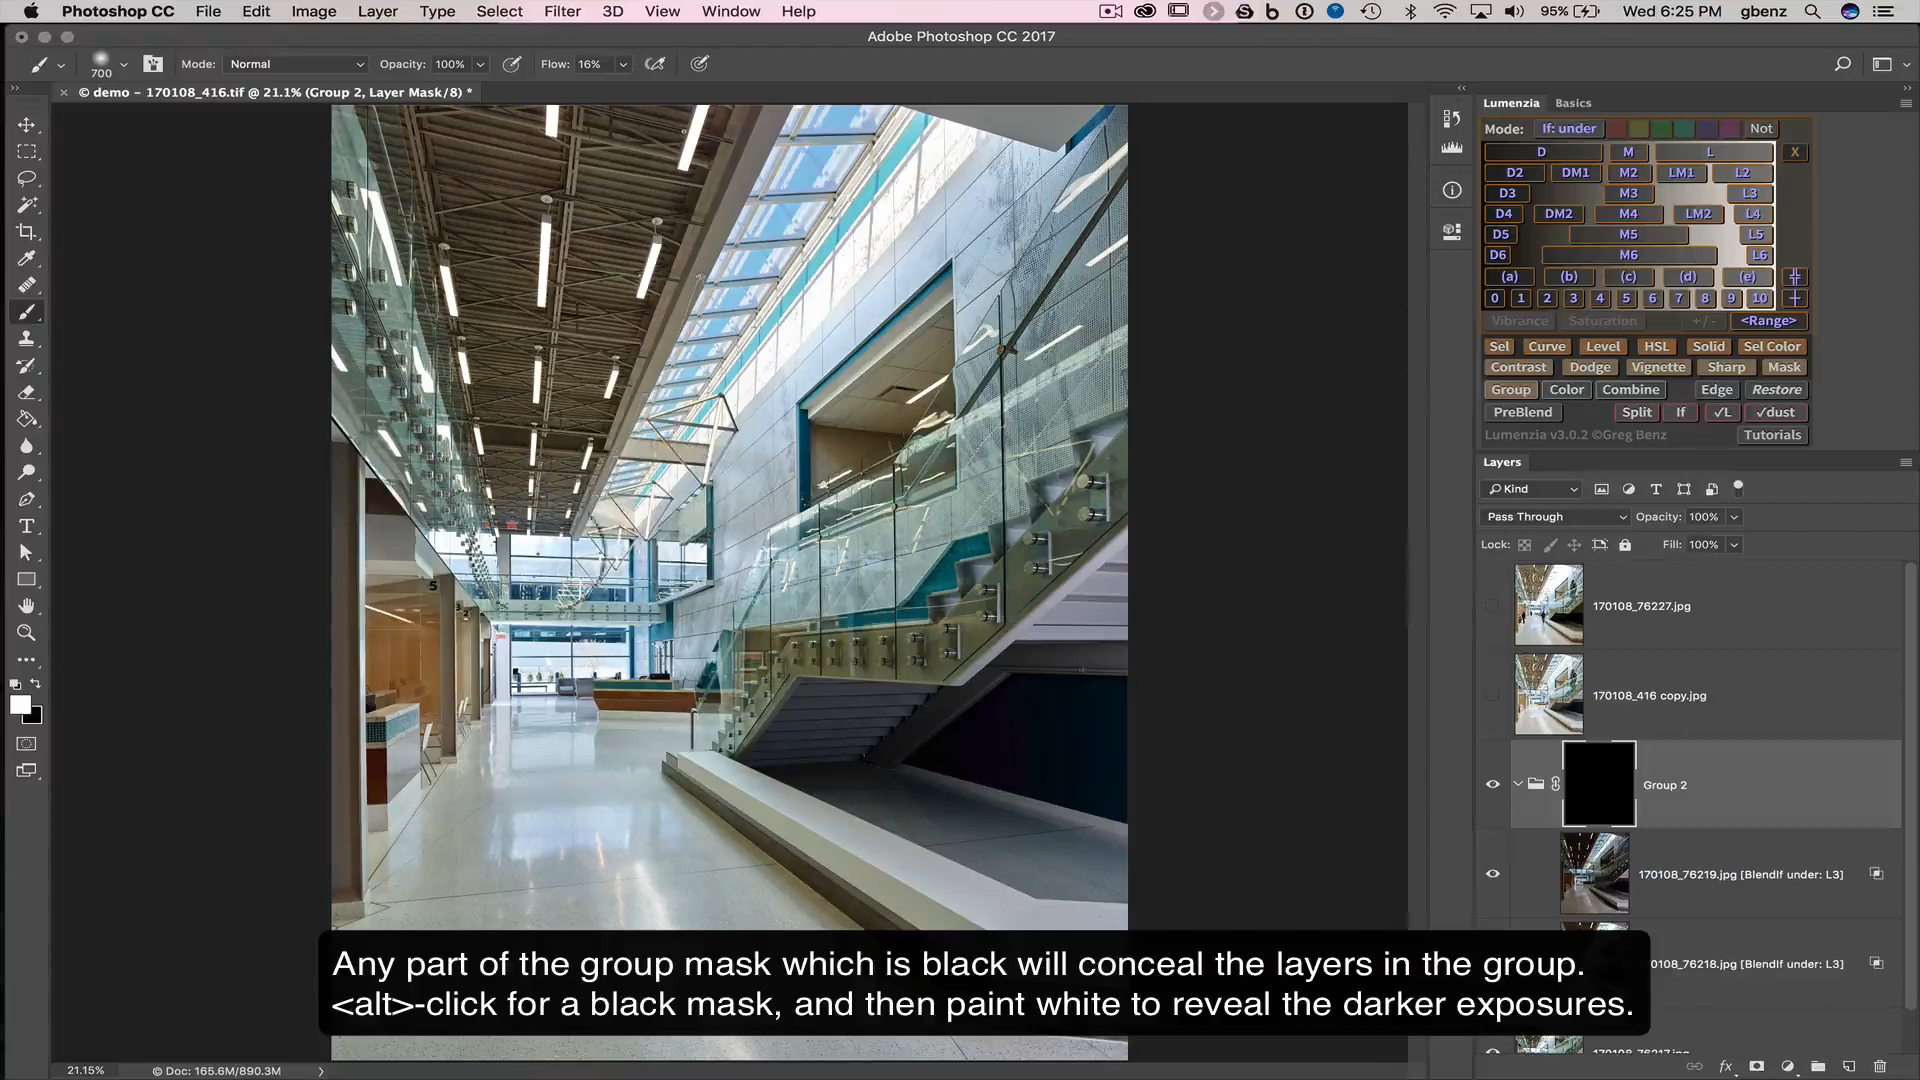 Photoshop CC File Edit Image Layer Type Select Filter 3D View Window Help 95% Wed 6:25 PM gbenz
Adobe Photoshop CC 2017
700 Mode: Normal Opacity: 100% Flow: 16%
× © demo – 170108_416.tif @ 21.1% (Group 2, Layer Mask/8) *
Lumenzia Basics
Mode: If: under Not
D M L X
D2 DM1 M2 LM1 L2
D3 M3 L3
D4 DM2 M4 LM2 L4
D5 M5 L5
D6 M6 L6
(a) (b) (c) (d) (e)
0 1 2 3 4 5 6 7 8 9 10
Vibrance Saturation +/- <Range>
Sel Curve Level HSL Solid Sel Color
Contrast Dodge Vignette Sharp Mask
Group Color Combine Edge Restore
PreBlend Split If √L √dust
Lumenzia v3.0.2 ©Greg Benz Tutorials
Layers
Kind
Pass Through Opacity: 100%
Lock: Fill: 100%
170108_76227.jpg
170108_416 copy.jpg
Group 2
170108_76219.jpg [BlendIf under: L3]
08_76218.jpg [BlendIf under: L3]
5
3
2
Any part of the group mask which is black will conceal the layers in the group.
<alt>-click for a black mask, and then paint white to reveal the darker exposures.
21.15% © Doc: 165.6M/890.3M
fx